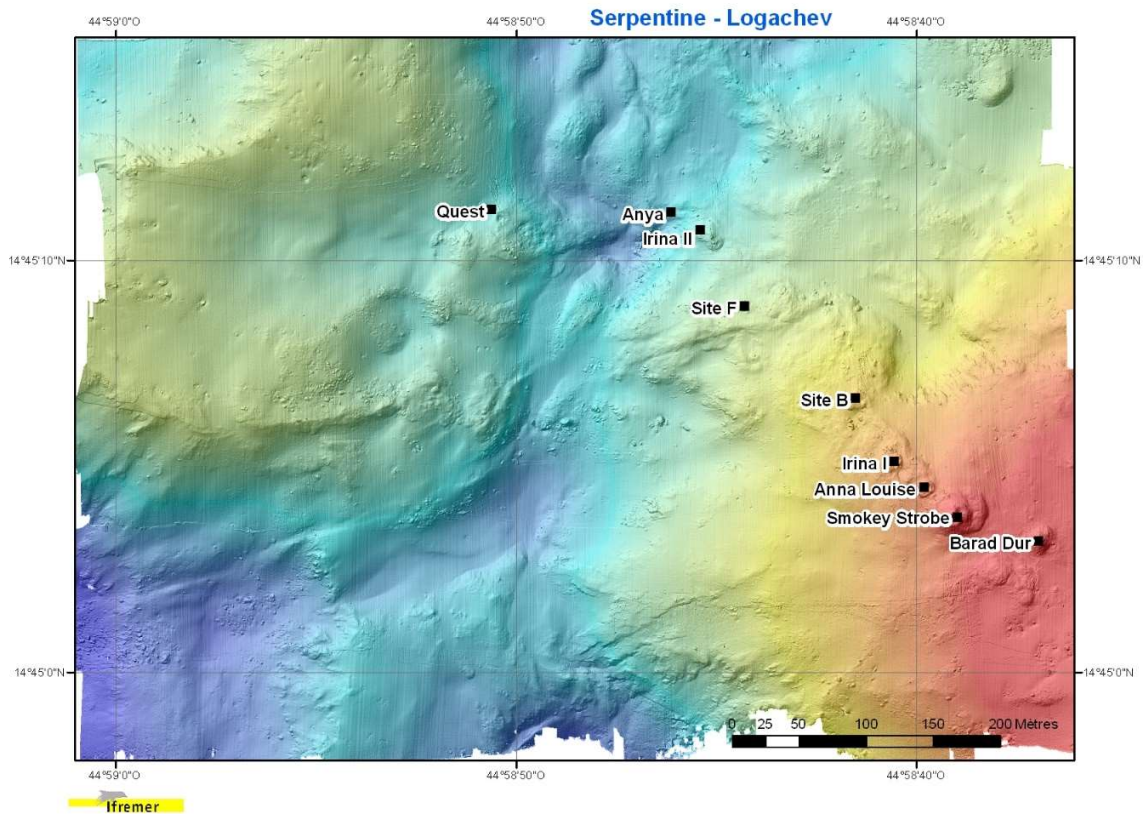 Serpentine - Logachev
44°59'0"O 44°58'50"O 44°58'40"O
Quest
Anya
Irina II
14°45'10"N 14°45'10"N
Site F
Site B
Irina I
Anna Louise
Smokey Strobe
Barad Dur
14°45'0"N 14°45'0"N
0 25 50 100 150 200 Mètres
44°59'0"O 44°58'50"O 44°58'40"O
Ifremer